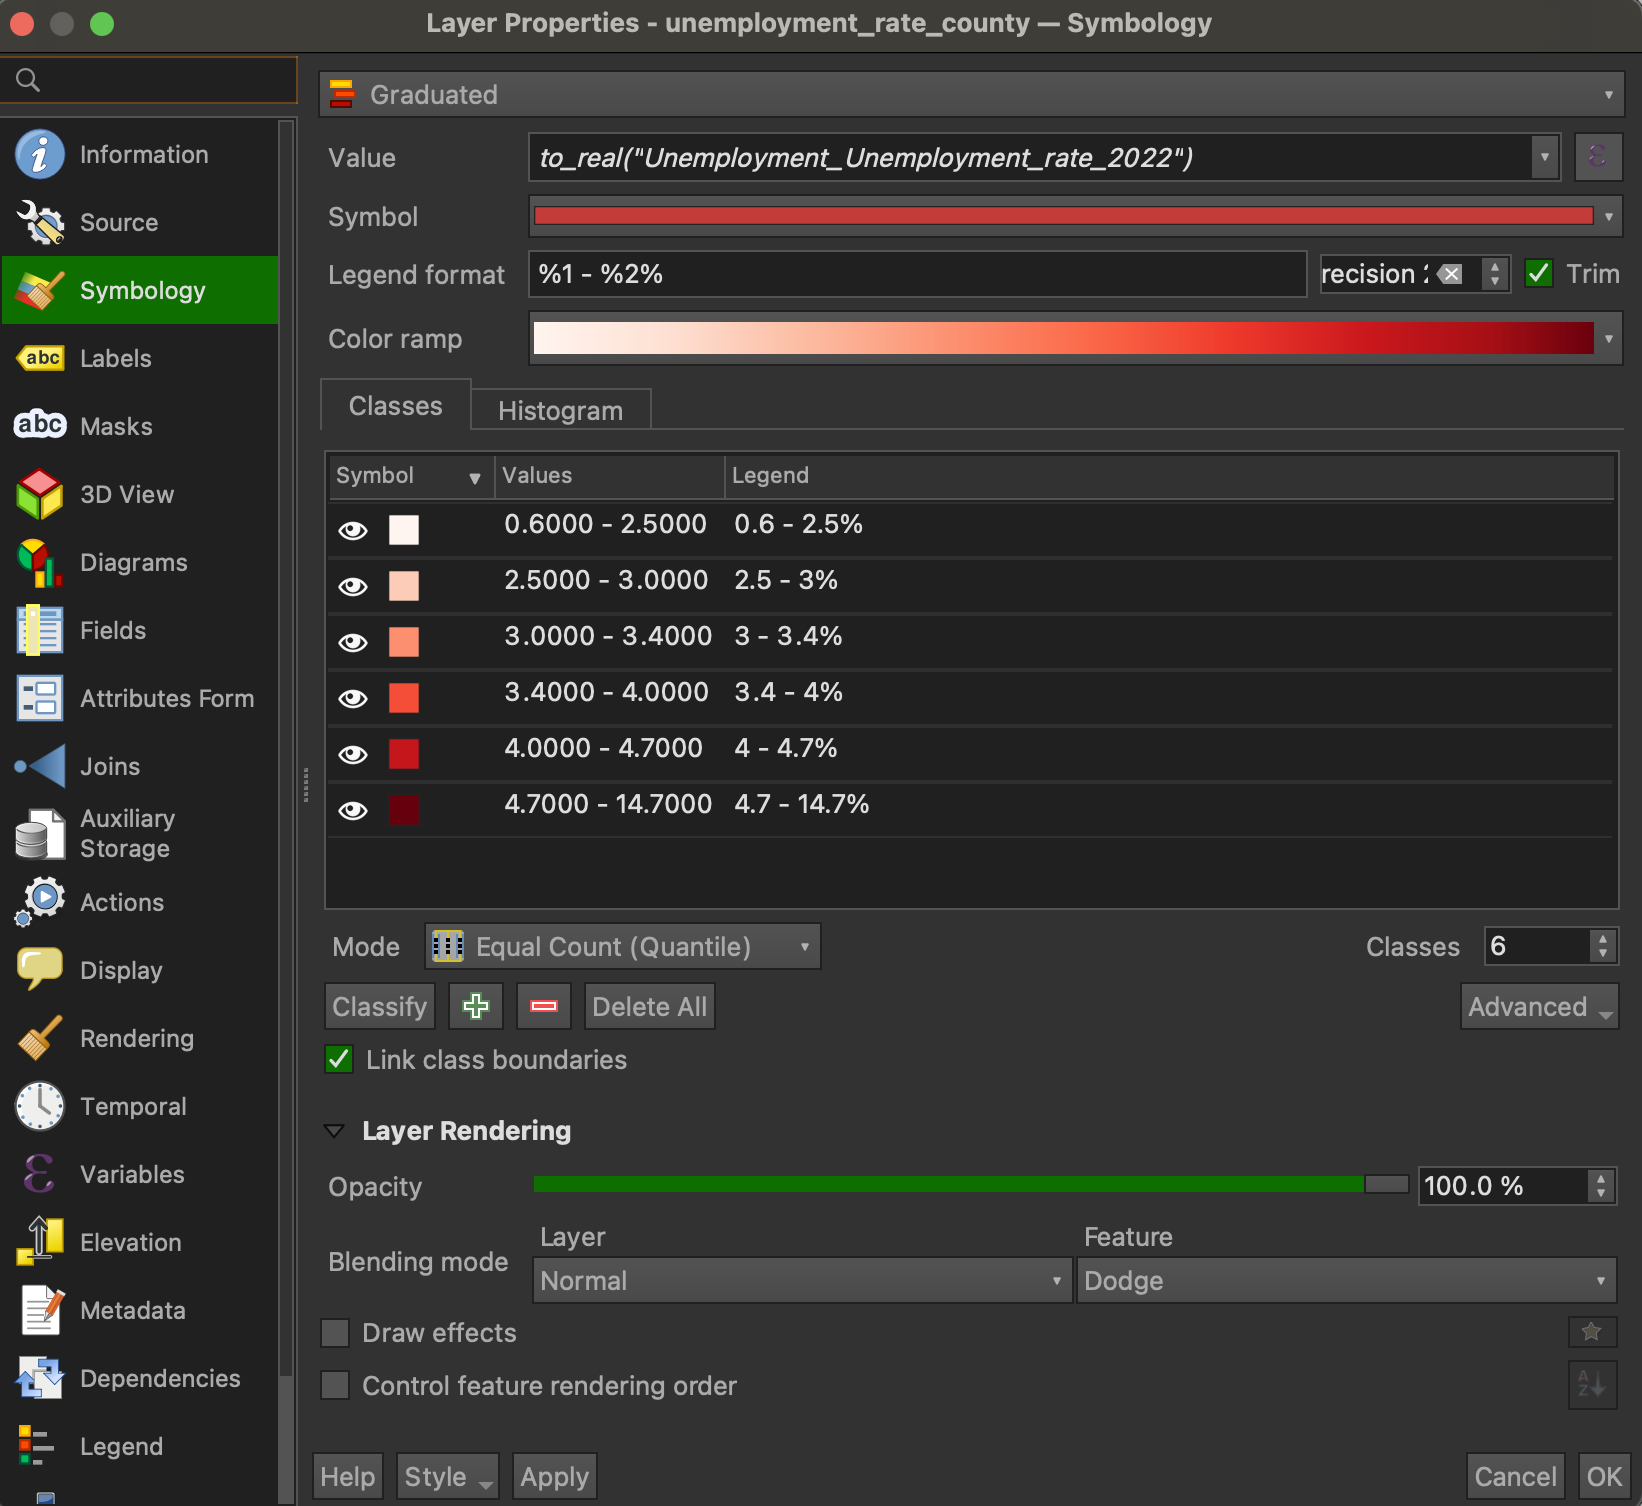 Layer Properties - unemployment_rate_county — Symbology
Information
Source
Symbology
abc Labels
abc Masks
3D View
Diagrams
Fields
Attributes Form
Joins
Auxiliary
Storage
Actions
Display
Rendering
Temporal
Variables
Elevation
Metadata
Dependencies
Legend
Graduated
Value to_real("Unemployment_Unemployment_rate_2022") ε
Symbol
Legend format %1 - %2% recision 2 Trim
Color ramp
Classes Histogram
Symbol Values Legend
0.6000 - 2.5000 0.6 - 2.5%
2.5000 - 3.0000 2.5 - 3%
3.0000 - 3.4000 3 - 3.4%
3.4000 - 4.0000 3.4 - 4%
4.0000 - 4.7000 4 - 4.7%
4.7000 - 14.7000 4.7 - 14.7%
Mode Equal Count (Quantile) Classes 6
Classify Delete All Advanced
Link class boundaries
Layer Rendering
Opacity 100.0 %
Layer Feature
Blending mode Normal Dodge
Draw effects
Control feature rendering order
Help Style Apply Cancel OK